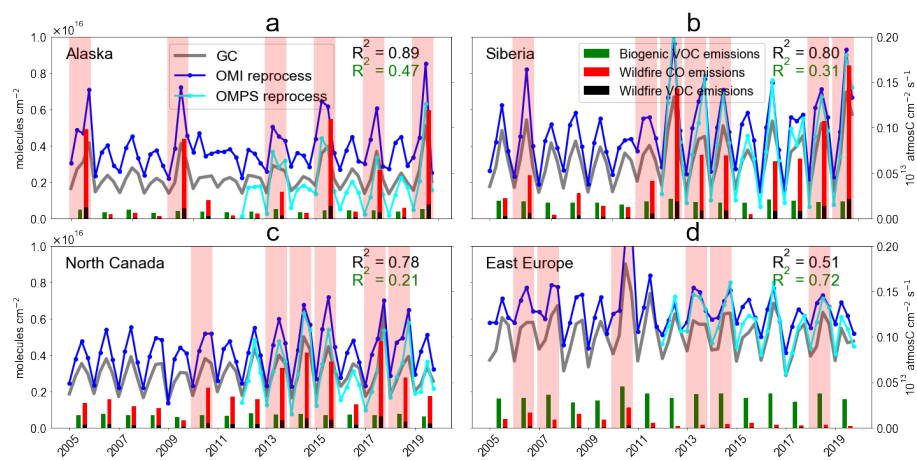 a
b
1e16
Alaska
GC
OMI reprocess
OMPS reprocess
R² = 0.89
R² = 0.47
Siberia
Biogenic VOC emissions
Wildfire CO emissions
Wildfire VOC emissions
R² = 0.80
R² = 0.31
molecules cm⁻²
1.0
0.8
0.6
0.4
0.2
0.0
0.20
0.15
0.10
0.05
0.00
10¹³ atmosC cm⁻² s⁻¹
c
d
×10¹⁶
North Canada
R² = 0.78
R² = 0.21
East Europe
R² = 0.51
R² = 0.72
molecules cm⁻²
1.0
0.8
0.6
0.4
0.2
0.0
0.20
0.15
0.10
0.05
0.00
10¹³ atmosC cm⁻² s⁻¹
2005 2007 2009 2011 2013 2015 2017 2019
2005 2007 2009 2011 2013 2015 2017 2019